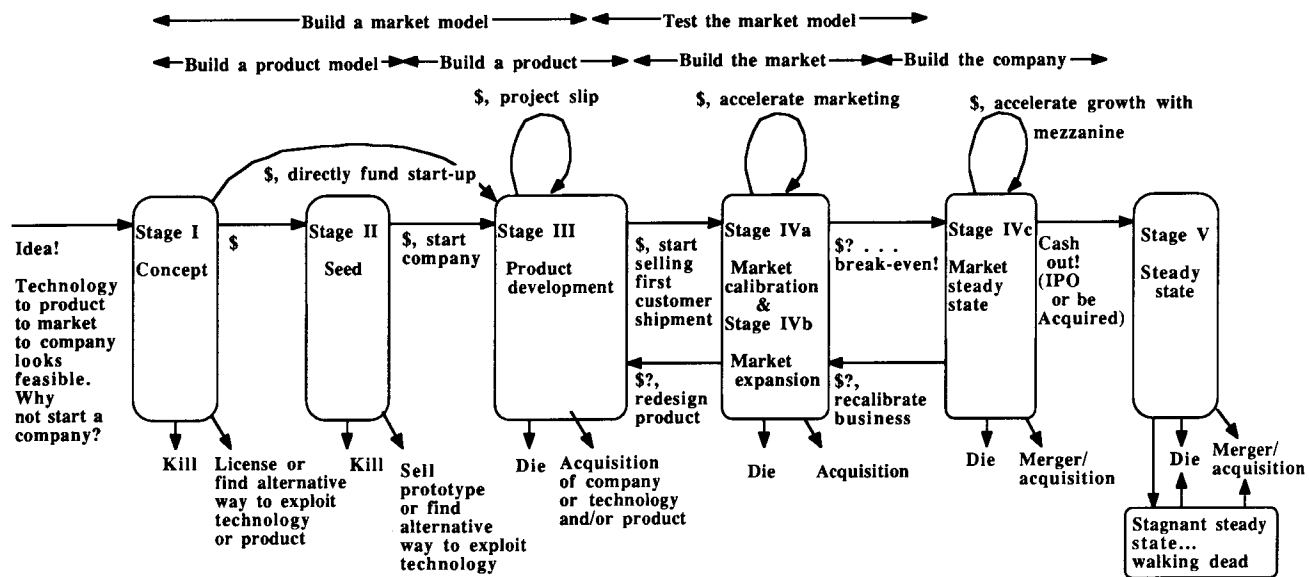 Build a market model
Test the market model
Build a product model
Build a product
Build the market
Build the company
$, project slip
$, accelerate marketing
$, accelerate growth with
mezzanine
$, directly fund start-up
Idea!
Technology
to product
to market
to company
looks
feasible.
Why
not start a
company?
Stage I
Concept
$
Stage II
Seed
$, start
company
Stage III
Product
development
$, start
selling
first
customer
shipment
$?,
redesign
product
Stage IVa
Market
calibration
&
Stage IVb
Market
expansion
$? . . .
break-even!
$?,
recalibrate
business
Stage IVc
Market
steady
state
Cash
out!
(IPO
or be
Acquired)
Stage V
Steady
state
Kill
License or
find alternative
way to exploit
technology
or product
Kill
Sell
prototype
or find
alternative
way to exploit
technology
Die
Acquisition
of company
or technology
and/or product
Die
Acquisition
Die
Merger/
acquisition
Die
Merger/
acquisition
Stagnant steady
state...
walking dead